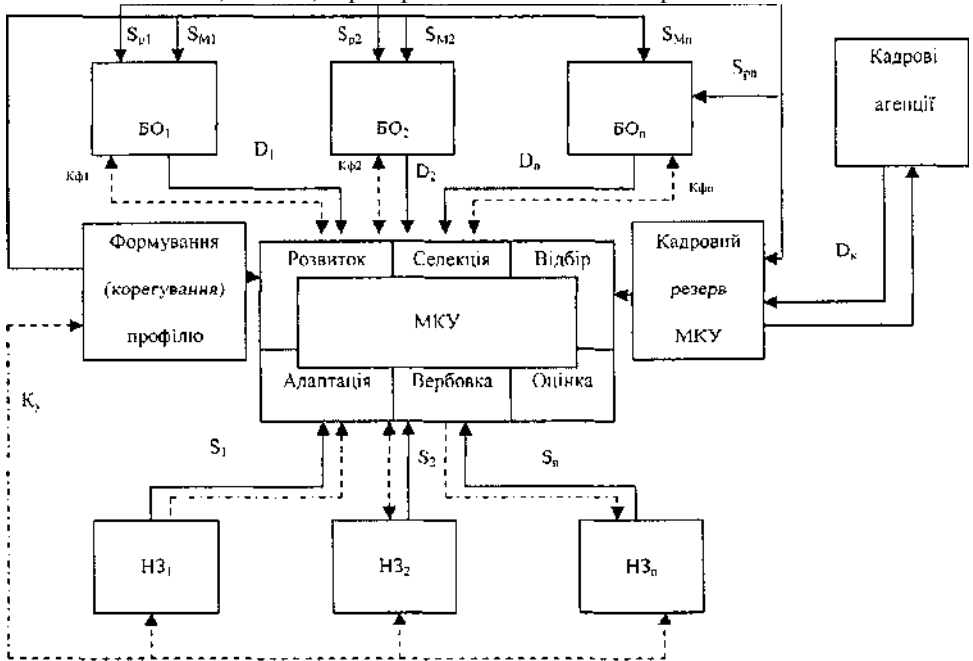 Sр1
SМ1
Sр2
SМ2
SМn
Sрn
БО1
БО2
БОn
Кадрові
агенції
Кф1
D1
Кф2
D2
Dn
Кфn
Формування
(корегування)
профілю
Розвиток
Селекція
Відбір
МКУ
Адаптація
Вербовка
Оцінка
Кадровий
резерв
МКУ
Dк
S1
S2
Sn
НЗ1
НЗ2
НЗn